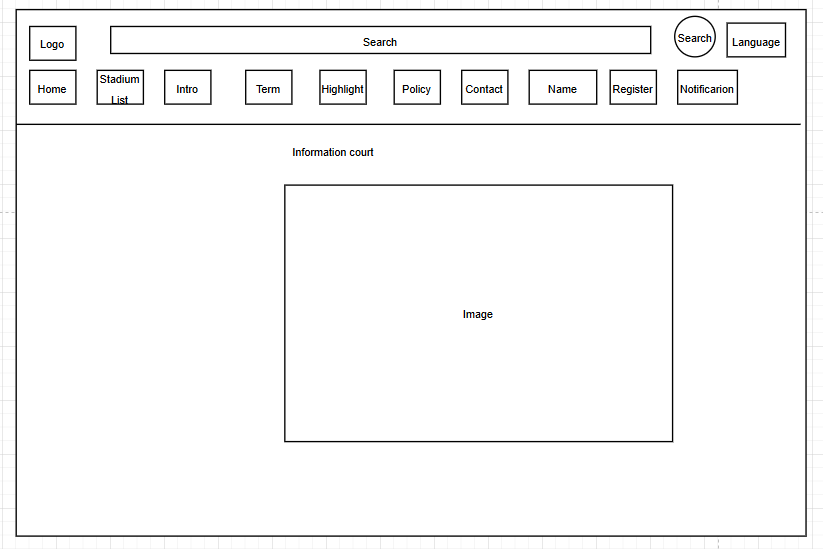 Logo
Search
Search
Language
Home
Stadium
List
Intro
Term
Highlight
Policy
Contact
Name
Register
Notificarion
Information court
Image